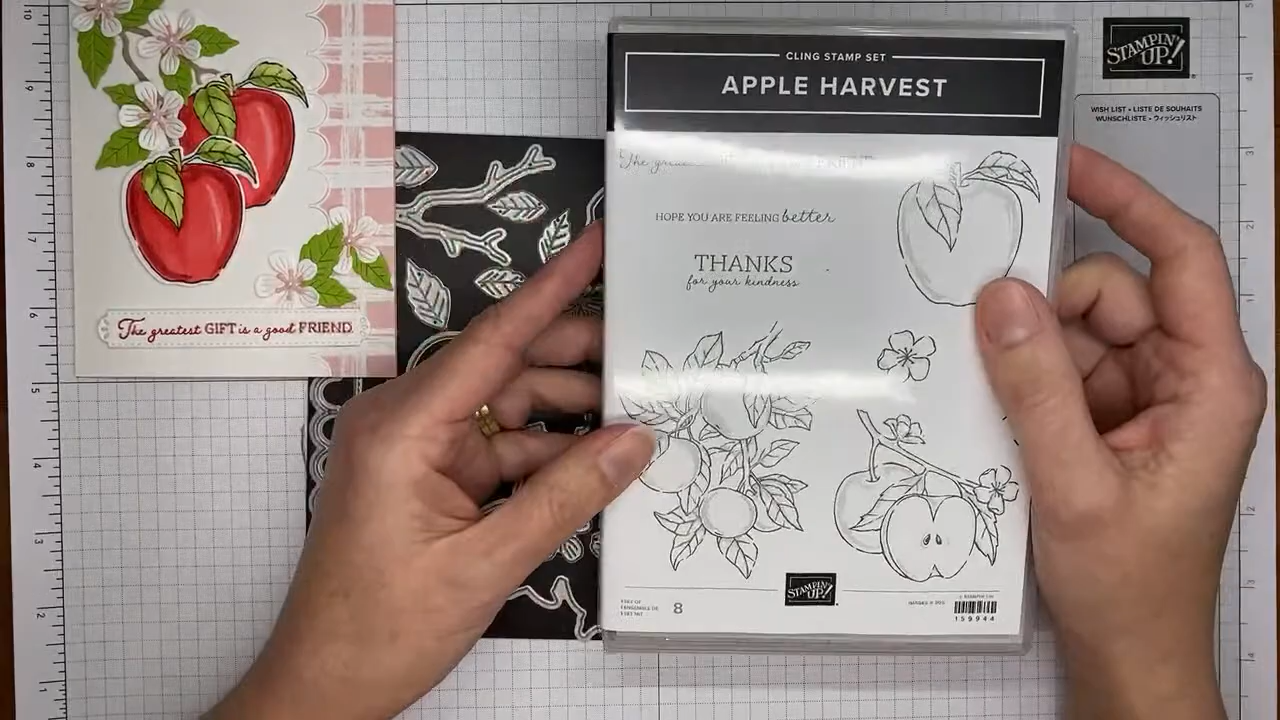 The greatest GIFT is a good FRIEND
CLING STAMP SET
APPLE HARVEST
HOPE YOU ARE FEELING better
THANKS
for your kindness
8
STAMPIN' UP!
159944
STAMPIN' UP!
WISH LIST • LISTE DE SOUHAITS
WUNSCHLISTE • ウィッシュリスト